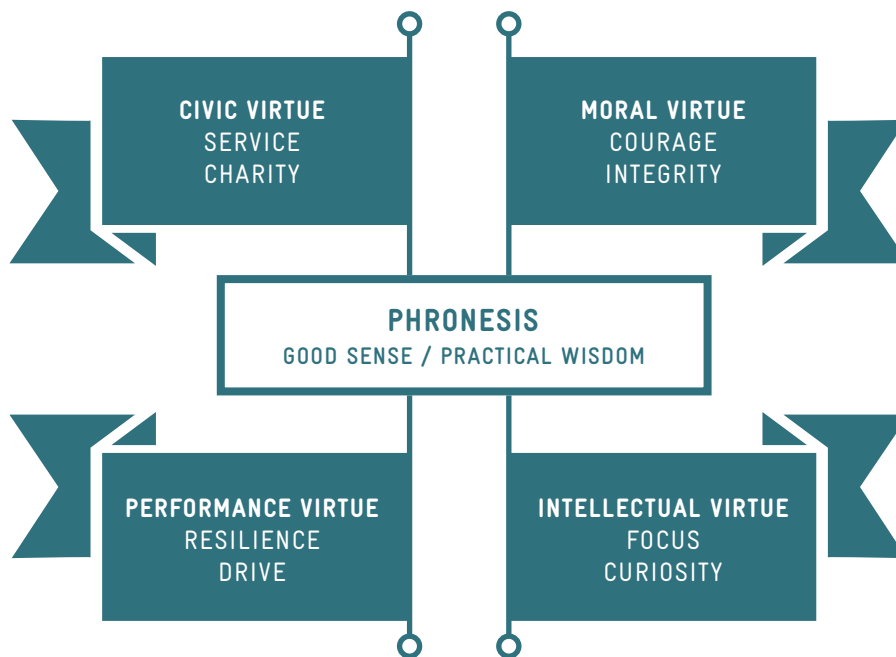 CIVIC VIRTUE
SERVICE
CHARITY
MORAL VIRTUE
COURAGE
INTEGRITY
PHRONESIS
GOOD SENSE / PRACTICAL WISDOM
PERFORMANCE VIRTUE
RESILIENCE
DRIVE
INTELLECTUAL VIRTUE
FOCUS
CURIOSITY